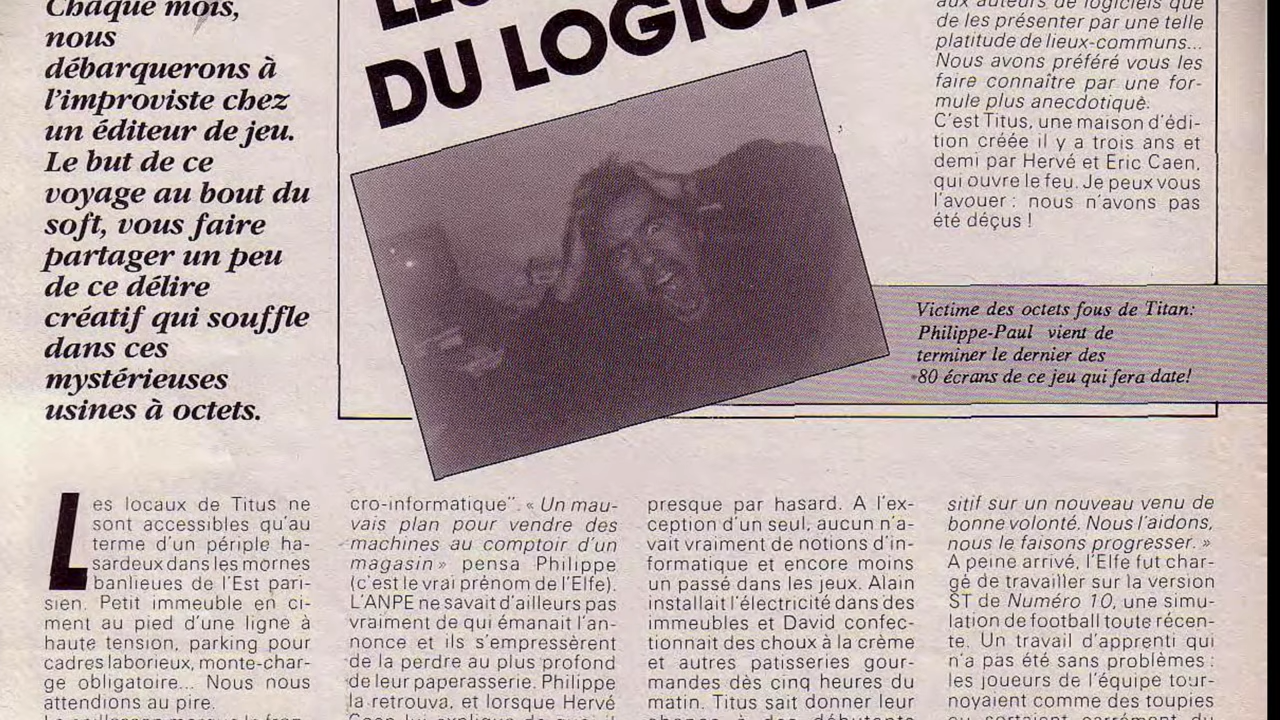 Chaque mois,
nous
débarquerons à
l'improviste chez
un éditeur de jeu.
Le but de ce
voyage au bout du
soft, vous faire
partager un peu
de ce délire
créatif qui souffle
dans ces
mystérieuses
usines à octets.
DU LOGICIEL
aux auteurs de logiciels que
de les présenter par une telle
platitude de lieux-communs...
Nous avons préféré vous les
faire connaître par une for-
mule plus anecdotique.
C'est Titus, une maison d'édi-
tion créée il y a trois ans et
demi par Hervé et Eric Caen,
qui ouvre le feu. Je peux vous
l'avouer : nous n'avons pas
été déçus !
Victime des octets fous de Titan:
Philippe-Paul vient de
terminer le dernier des
80 écrans de ce jeu qui fera date!
Les locaux de Titus ne
sont accessibles qu'au
terme d'un périple ha-
sardeux dans les mornes
banlieues de l'Est pari-
sien. Petit immeuble en ci-
ment au pied d'une ligne à
haute tension, parking pour
cadres laborieux, monte-char-
ge obligatoire... Nous nous
attendions au pire.
cro-informatique". « Un mau-
vais plan pour vendre des
machines au comptoir d'un
magasin » pensa Philippe
(c'est le vrai prénom de l'Elfe).
L'ANPE ne savait d'ailleurs pas
vraiment de qui émanait l'an-
nonce et ils s'empressèrent
de la perdre au plus profond
de leur paperasserie. Philippe
la retrouva, et lorsque Hervé
presque par hasard. A l'ex-
ception d'un seul, aucun n'a-
vait vraiment de notions d'in-
formatique et encore moins
un passé dans les jeux. Alain
installait l'électricité dans des
immeubles et David confec-
tionnait des choux à la crème
et autres patisseries gour-
mandes dès cinq heures du
matin. Titus sait donner leur
sitif sur un nouveau venu de
bonne volonté. Nous l'aidons,
nous le faisons progresser. »
A peine arrivé, l'Elfe fut char-
gé de travailler sur la version
ST de Numéro 10, une simu-
lation de football toute récen-
te. Un travail d'apprenti qui
n'a pas été sans problèmes :
les joueurs de l'équipe tour-
noyaient comme des toupies